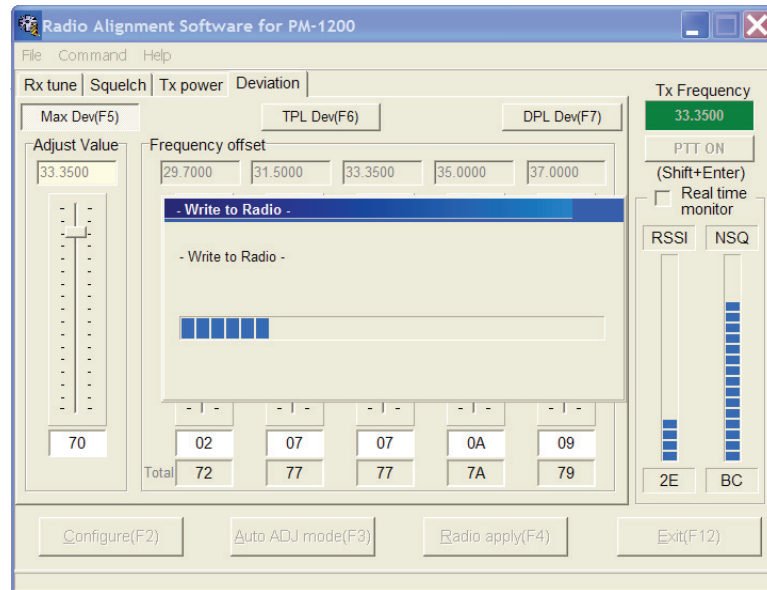 Radio Alignment Software for PM-1200
File Command Help
Rx tune Squelch Tx power Deviation
Max Dev(F5) TPL Dev(F6) DPL Dev(F7)
Adjust Value Frequency offset
33.3500 29.7000 31.5000 33.3500 35.0000 37.0000
- Write to Radio -
- Write to Radio -
70 02 07 07 0A 09
Total 72 77 77 7A 79
Tx Frequency
33.3500
PTT ON
(Shift+Enter)
Real time
monitor
RSSI NSQ
2E BC
Configure(F2) Auto ADJ mode(F3) Radio apply(F4) Exit(F12)